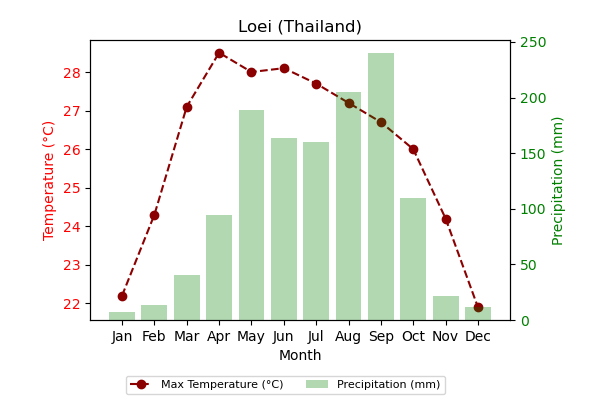 Loei (Thailand)
Temperature (°C)
28
27
26
25
24
23
22
250
200
150
100
50
0
Precipitation (mm)
Jan Feb Mar Apr May Jun Jul Aug Sep Oct Nov Dec
Month
Max Temperature (°C) Precipitation (mm)